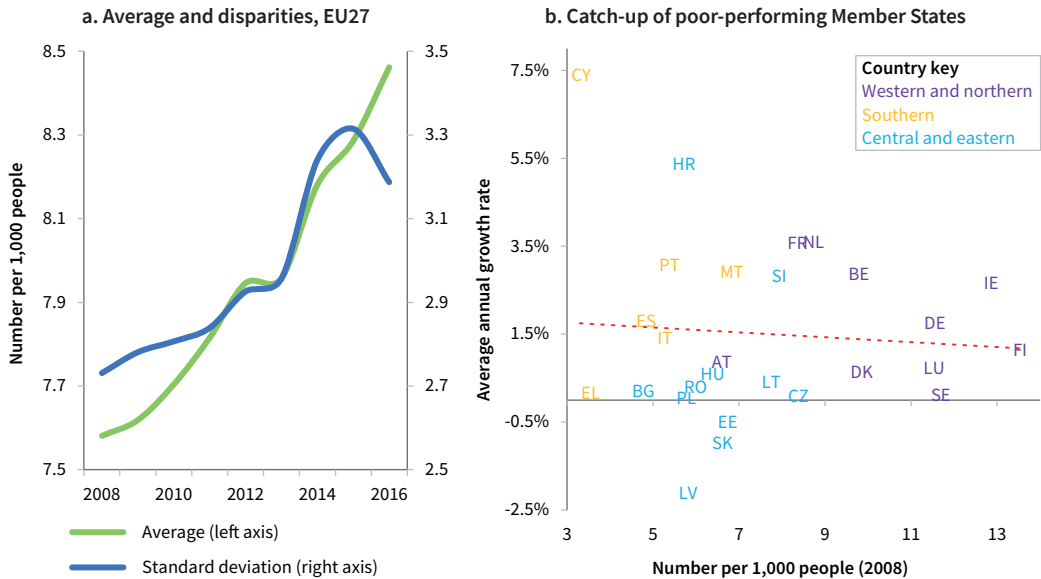 a. Average and disparities, EU27
Number per 1,000 people
8.5
8.3
8.1
7.9
7.7
7.5
3.5
3.3
3.1
2.9
2.7
2.5
2008 2010 2012 2014 2016
Average (left axis)
Standard deviation (right axis)
b. Catch-up of poor-performing Member States
Average annual growth rate
7.5%
5.5%
3.5%
1.5%
-0.5%
-2.5%
Country key
Western and northern
Southern
Central and eastern
CY
HR
FR NL
PT MT SI BE IE
ES DE
IT FI
AT
HU LT DK LU
EL BG RO
PL CZ SE
EE
SK
LV
3 5 7 9 11 13
Number per 1,000 people (2008)